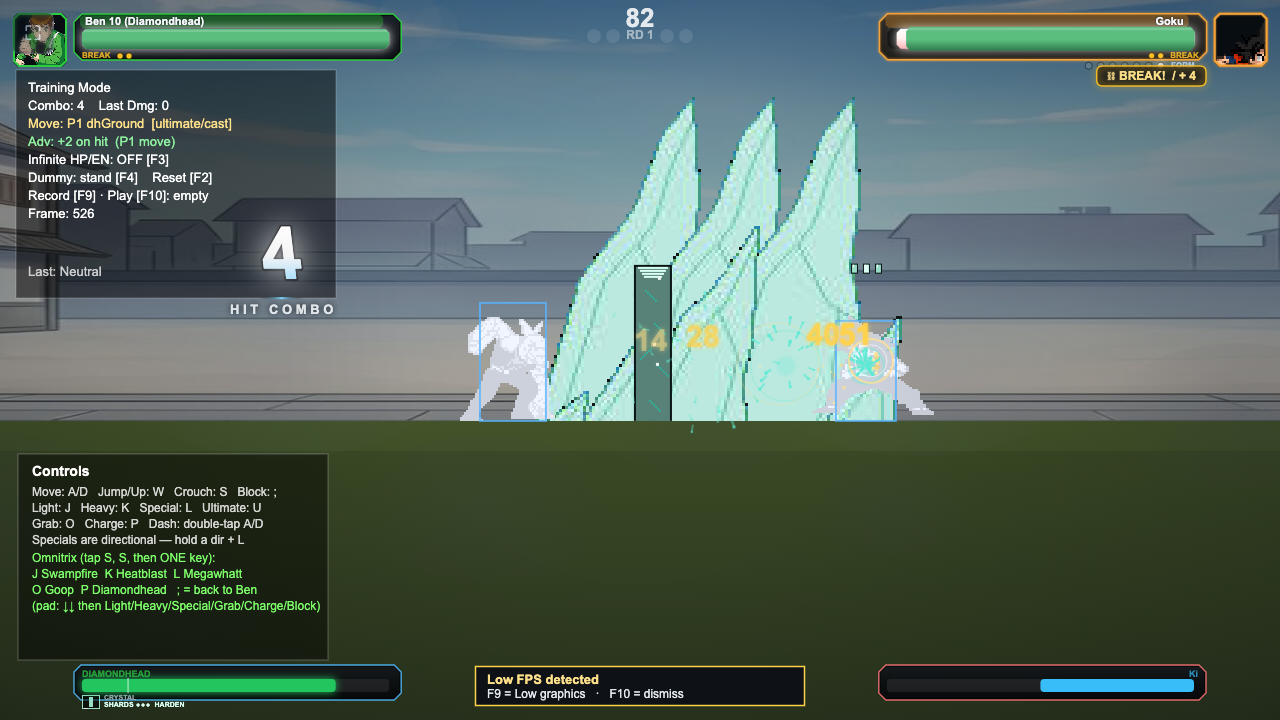 Ben 10 (Diamondhead)
BREAK
82
RD 1
Goku
BREAK
FORM
BREAK! / + 4
Training Mode
Combo: 4 Last Dmg: 0
Move: P1 dhGround [ultimate/cast]
Adv: +2 on hit (P1 move)
Infinite HP/EN: OFF [F3]
Dummy: stand [F4] Reset [F2]
Record [F9] · Play [F10]: empty
Frame: 526
Last: Neutral
4
HIT COMBO
14
28
4051
Controls
Move: A/D Jump/Up: W Crouch: S Block: ;
Light: J Heavy: K Special: L Ultimate: U
Grab: O Charge: P Dash: double-tap A/D
Specials are directional — hold a dir + L
Omnitrix (tap S, S, then ONE key):
J Swampfire K Heatblast L Megawhatt
O Goop P Diamondhead ; = back to Ben
(pad: ↓↓ then Light/Heavy/Special/Grab/Charge/Block)
DIAMONDHEAD
CRYSTAL
SHARDS ●●● HARDEN
Low FPS detected
F9 = Low graphics · F10 = dismiss
Ki